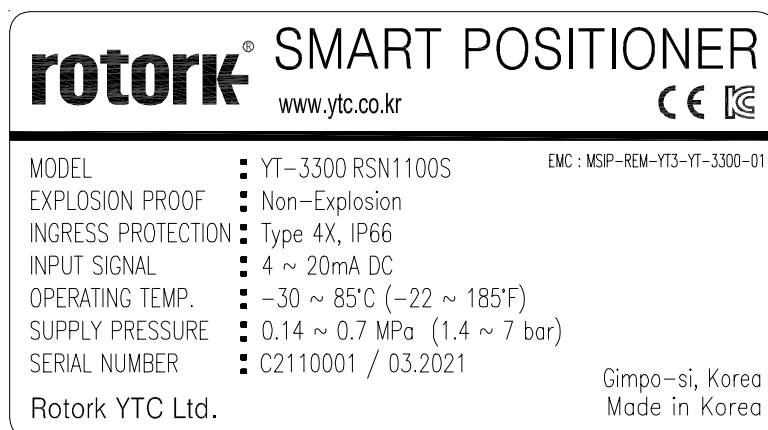 rotork® SMART POSITIONER
www.ytc.co.kr
CE KC
EMC : MSIP-REM-YT3-YT-3300-01
MODEL : YT-3300 RSN1100S
EXPLOSION PROOF : Non-Explosion
INGRESS PROTECTION : Type 4X, IP66
INPUT SIGNAL : 4 ~ 20mA DC
OPERATING TEMP. : -30 ~ 85°C (-22 ~ 185°F)
SUPPLY PRESSURE : 0.14 ~ 0.7 MPa (1.4 ~ 7 bar)
SERIAL NUMBER : C2110001 / 03.2021
Rotork YTC Ltd.
Gimpo-si, Korea
Made in Korea